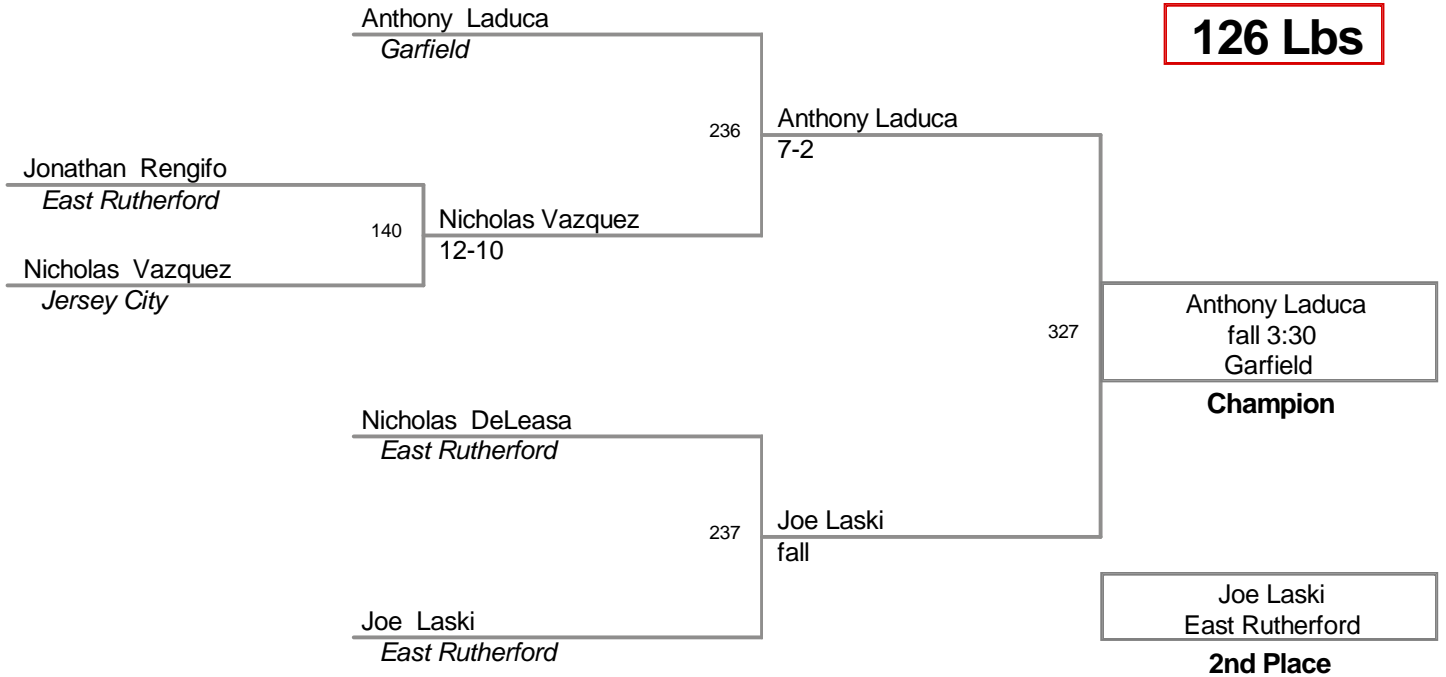 Anthony Laduca
Garfield
126 Lbs
236
Anthony Laduca
7-2
Jonathan Rengifo
East Rutherford
140
Nicholas Vazquez
12-10
Nicholas Vazquez
Jersey City
327
Anthony Laduca
fall 3:30
Garfield
Champion
Nicholas DeLeasa
East Rutherford
237
Joe Laski
fall
Joe Laski
East Rutherford
Joe Laski
East Rutherford
2nd Place